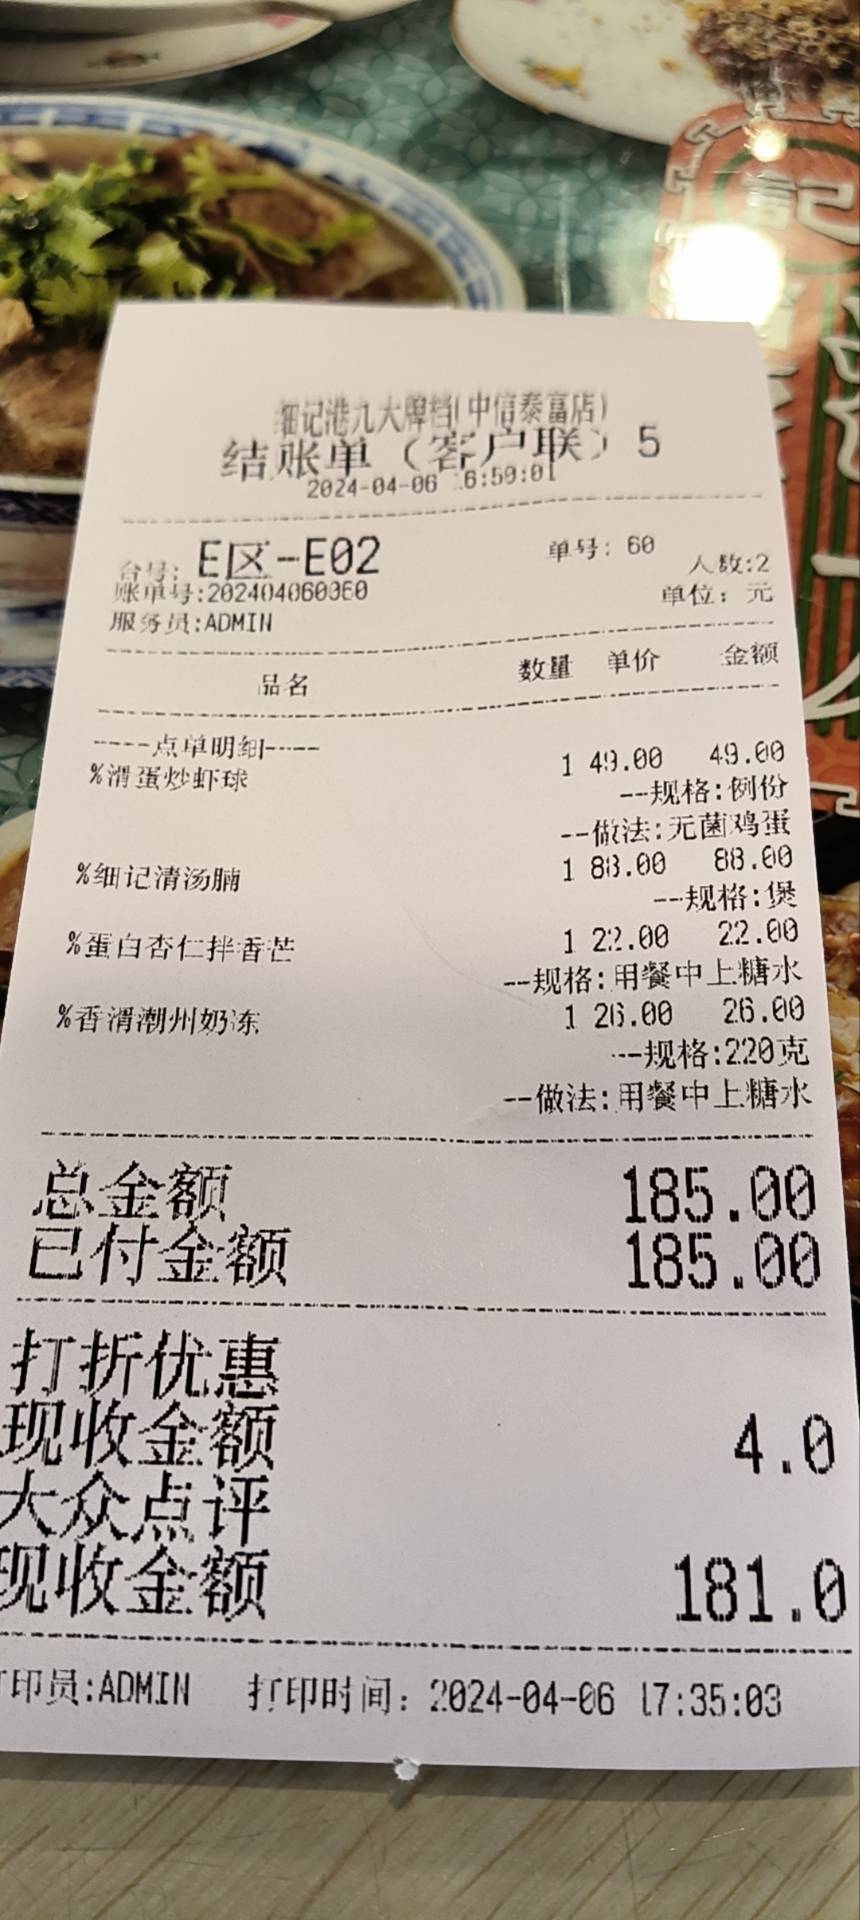 細记港九大牌档(中信泰富店)
结账单（客户联）5
2024-04-06 16:59:01
台号: E区-E02 单号: 60 人数:2
账单号:202404060060 单位: 元
服务员:ADMIN
品名 数量 单价 金额
----点单明细----
%滑蛋炒虾球 1 49.00 49.00
--规格:例份
--做法:无菌鸡蛋
%细记清汤腩 1 88.00 88.00
--规格:煲
%蛋白杏仁拌香芒 1 22.00 22.00
--规格:用餐中上糖水
%香滑潮州奶冻 1 26.00 26.00
--规格:220克
--做法:用餐中上糖水
总金额 185.00
已付金额 185.00
打折优惠
现收金额 4.0
大众点评
现收金额 181.0
印员:ADMIN 打印时间: 2024-04-06 17:35:03
記